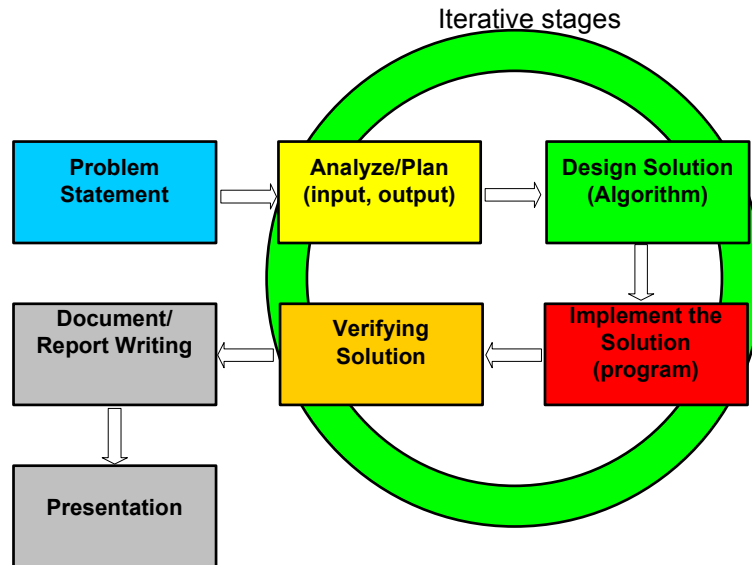 Iterative stages
Problem
Statement
Analyze/Plan
(input, output)
Design Solution
(Algorithm)
Implement the
Solution
(program)
Verifying
Solution
Document/
Report Writing
Presentation